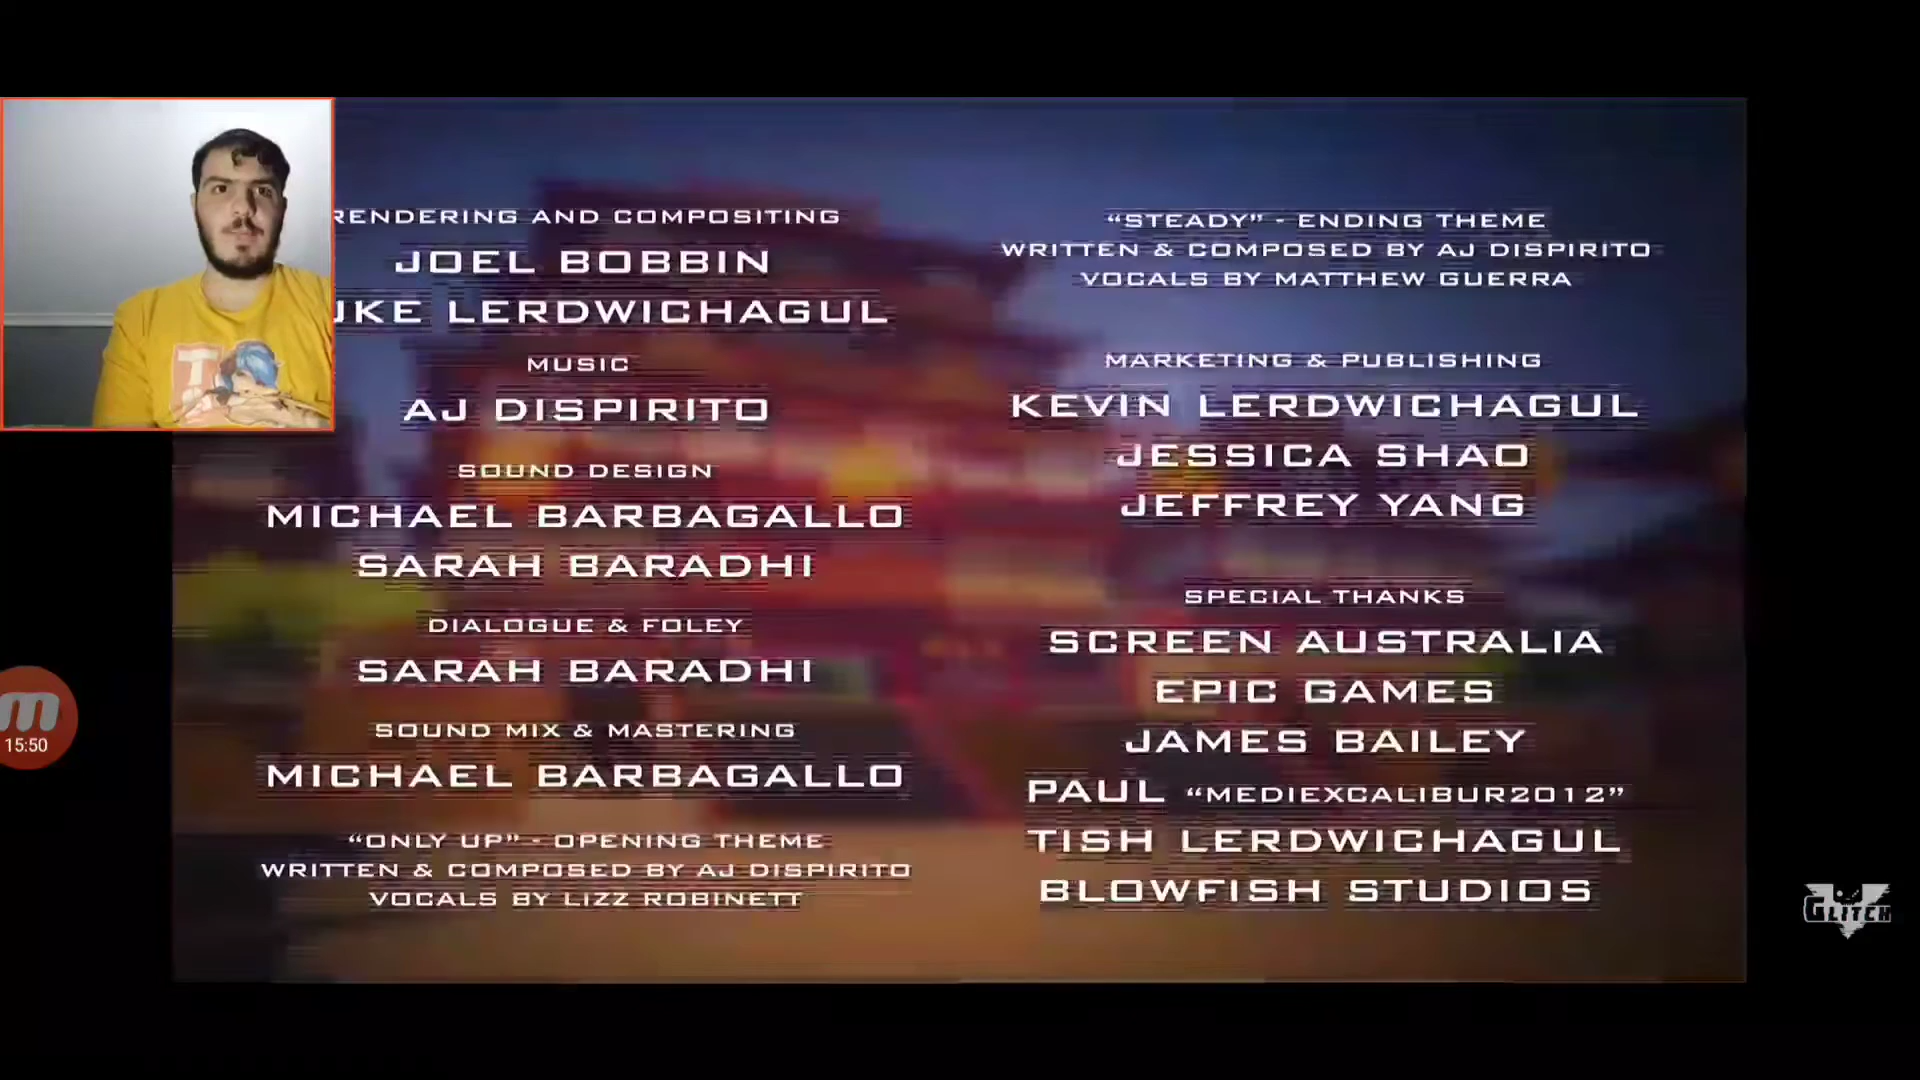 RENDERING AND COMPOSITING
JOEL BOBBIN
LERDWICHAGUL
MUSIC
AJ DISPIRITO
SOUND DESIGN
MICHAEL BARBAGALLO
SARAH BARADHI
DIALOGUE & FOLEY
SARAH BARADHI
SOUND MIX & MASTERING
MICHAEL BARBAGALLO
“ONLY UP” - OPENING THEME
WRITTEN & COMPOSED BY AJ DISPIRITO
VOCALS BY LIZZ ROBINETT
“STEADY” - ENDING THEME
WRITTEN & COMPOSED BY AJ DISPIRITO
VOCALS BY MATTHEW GUERRA
MARKETING & PUBLISHING
KEVIN LERDWICHAGUL
JESSICA SHAO
JEFFREY YANG
SPECIAL THANKS
SCREEN AUSTRALIA
EPIC GAMES
JAMES BAILEY
PAUL “MEDIEXCALIBUR2012”
TISH LERDWICHAGUL
BLOWFISH STUDIOS
15:50
GLITCH